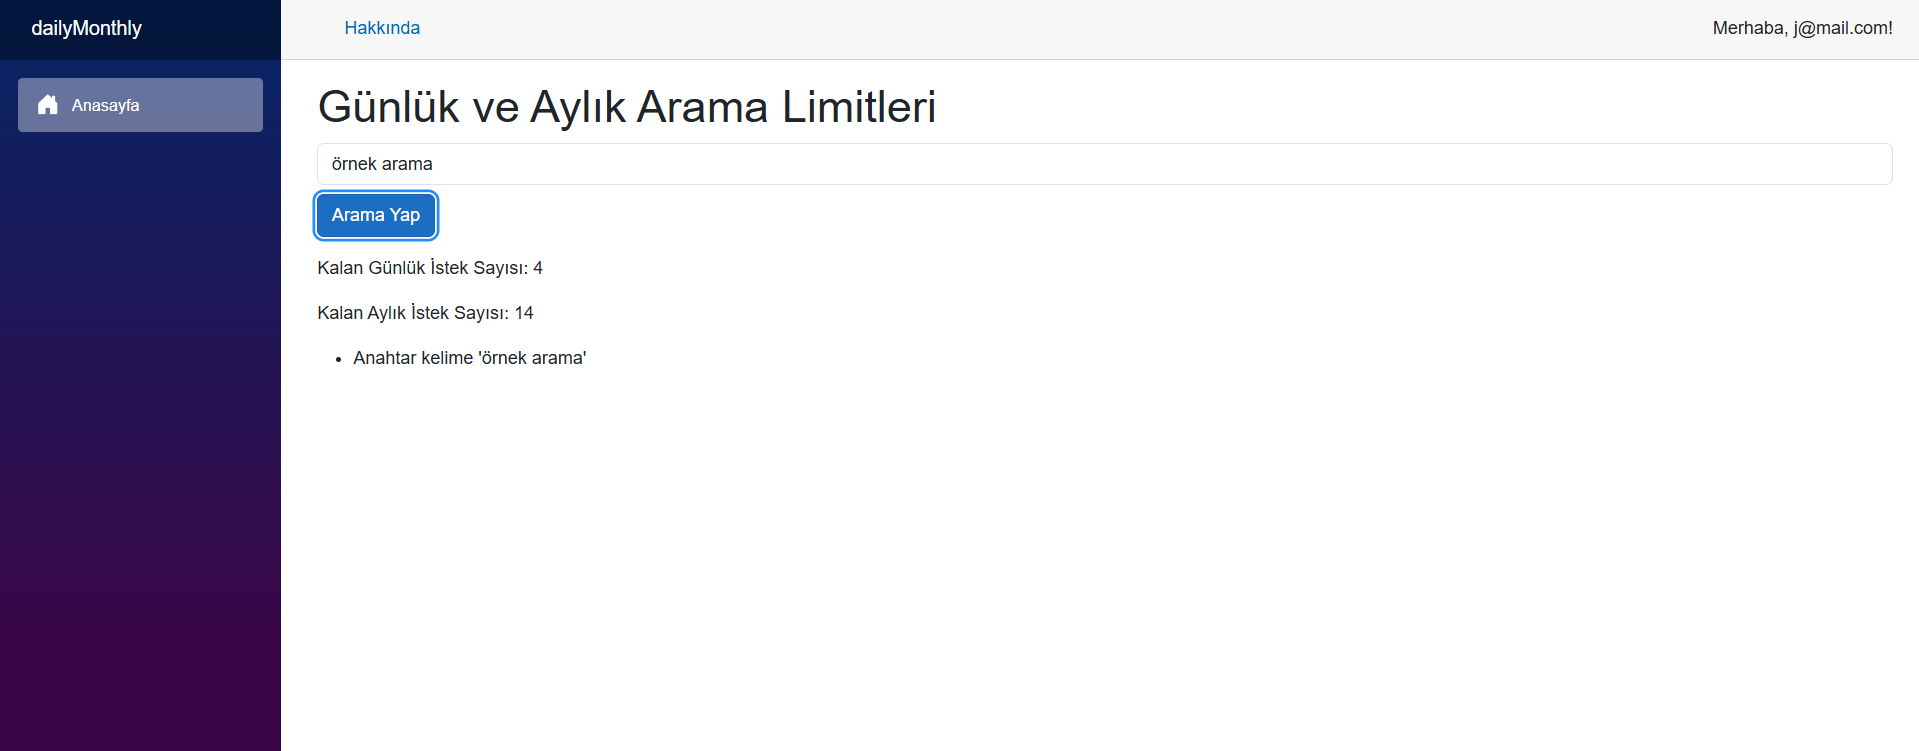 dailyMonthly
Hakkında
Merhaba, j@mail.com!
Anasayfa
Günlük ve Aylık Arama Limitleri
örnek arama
Arama Yap
Kalan Günlük İstek Sayısı: 4
Kalan Aylık İstek Sayısı: 14
• Anahtar kelime 'örnek arama'